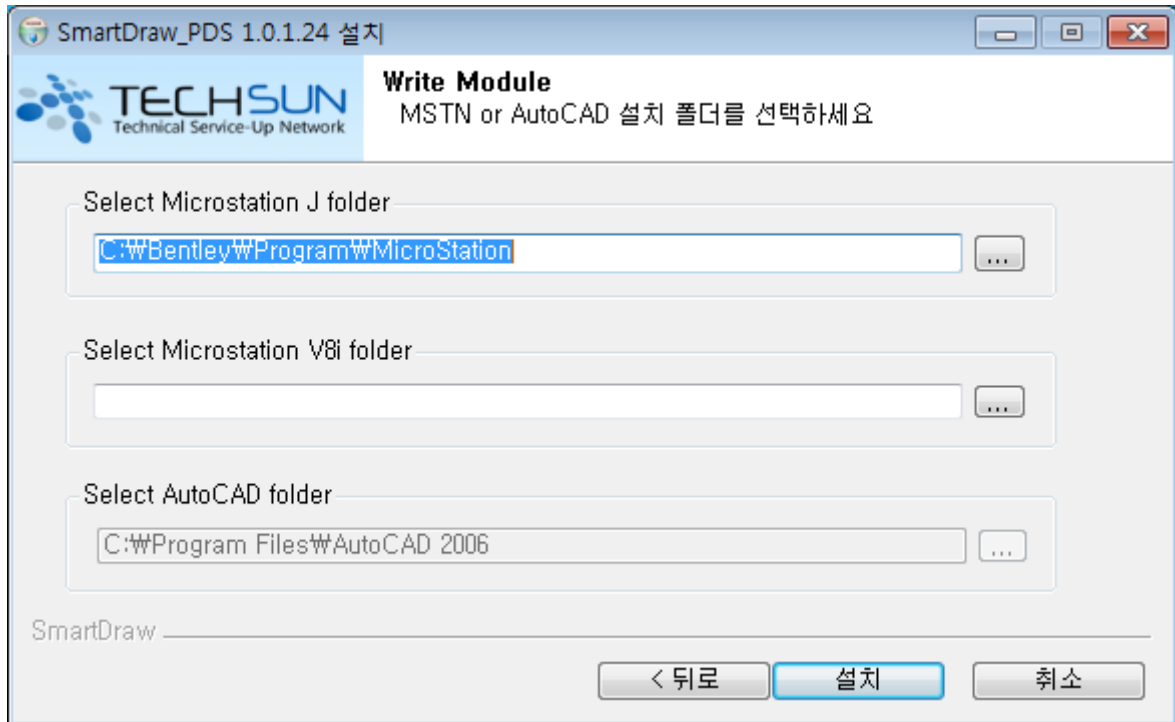 SmartDraw_PDS 1.0.1.24 설치
TECHSUN
Technical Service-Up Network
Write Module
MSTN or AutoCAD 설치 폴더를 선택하세요
Select Microstation J folder
C:₩Bentley₩Program₩MicroStation
...
Select Microstation V8i folder
...
Select AutoCAD folder
C:₩Program Files₩AutoCAD 2006
...
SmartDraw
< 뒤로
설치
취소